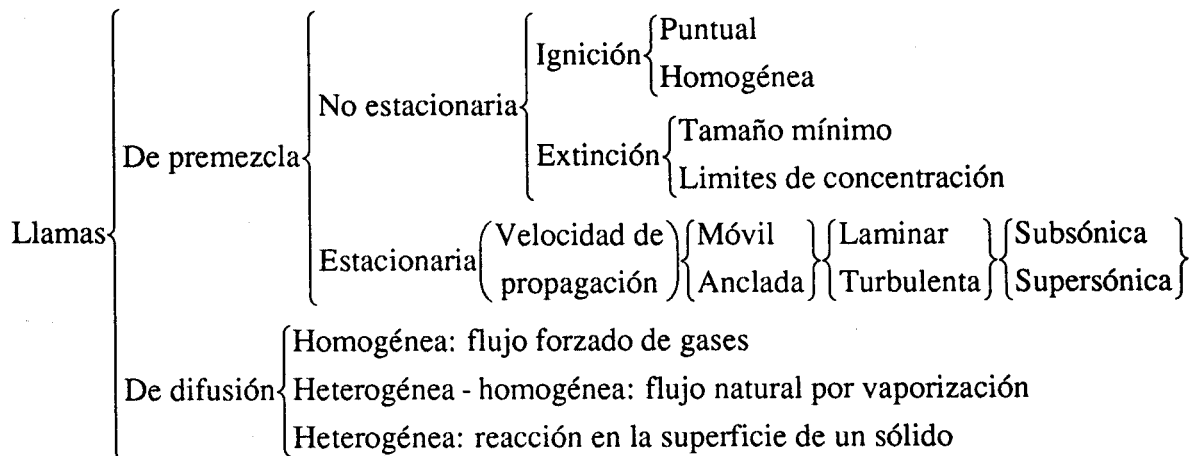 Llamas
De premezcla
No estacionaria
Ignición
Puntual
Homogénea
Extinción
Tamaño mínimo
Limites de concentración
Estacionaria
Velocidad de
propagación
Móvil
Anclada
Laminar
Turbulenta
Subsónica
Supersónica
De difusión
Homogénea: flujo forzado de gases
Heterogénea - homogénea: flujo natural por vaporización
Heterogénea: reacción en la superficie de un sólido